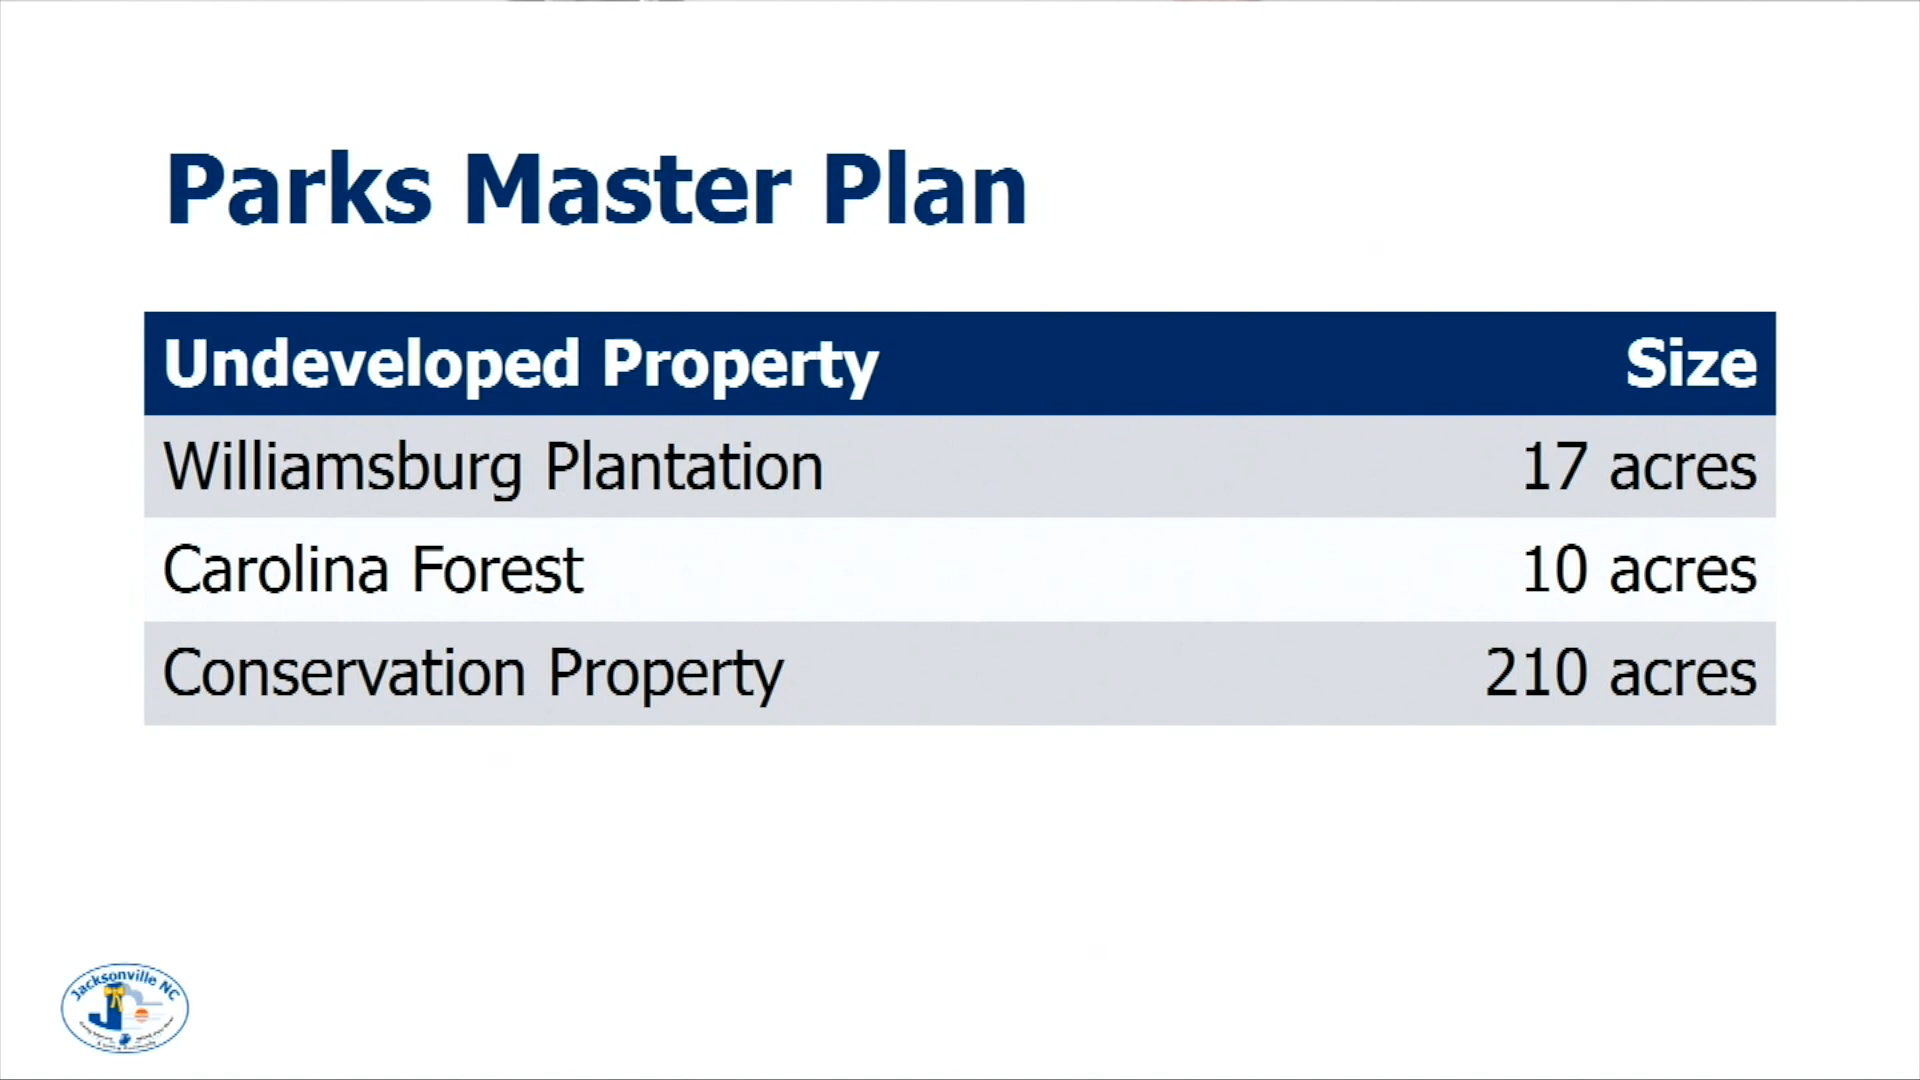 Parks Master Plan
Undeveloped Property Size
Williamsburg Plantation 17 acres
Carolina Forest 10 acres
Conservation Property 210 acres
Jacksonville NC